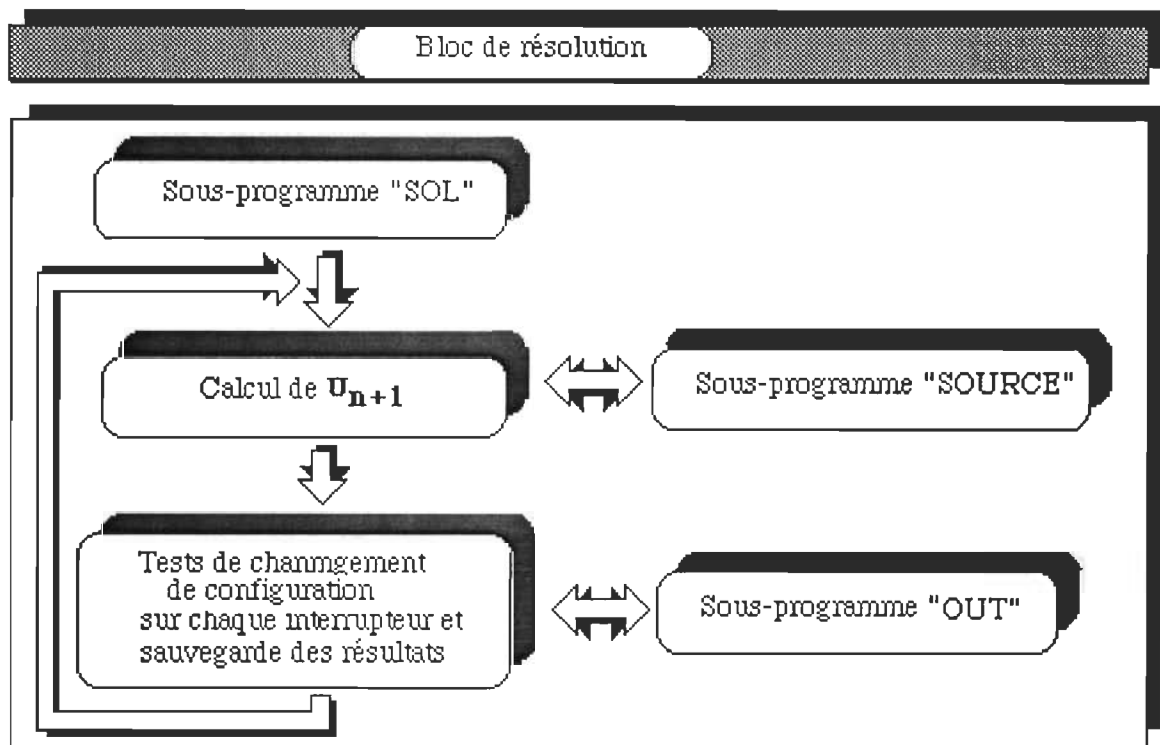 Bloc de résolution
Sous-programme "SOL"
Calcul de Un+1
Sous-programme "SOURCE"
Tests de chanmgement
de configuration
sur chaque interrupteur et
sauvegarde des résultats
Sous-programme "OUT"